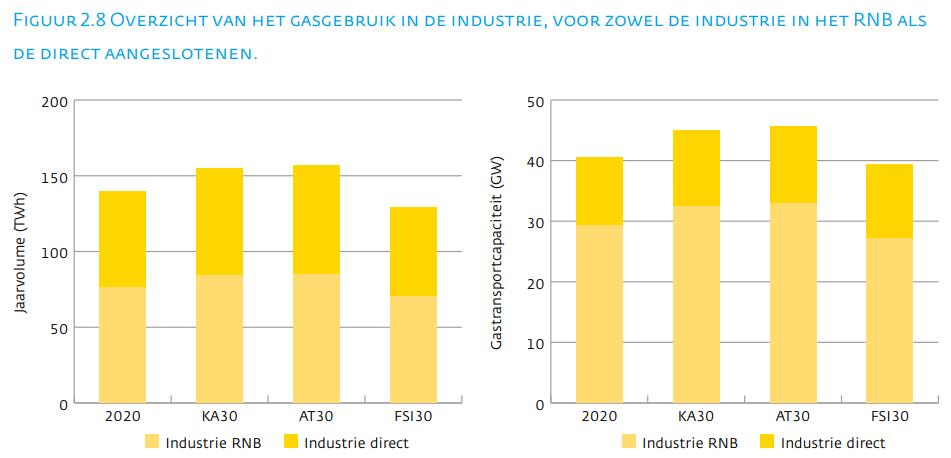 Figuur 2.8 Overzicht van het gasgebruik in de industrie, voor zowel de industrie in het RNB als
de direct aangeslotenen.
Jaarvolume (TWh)
200
150
100
50
0
2020 KA30 AT30 FSI30
Industrie RNB Industrie direct
Gastransportcapaciteit (GW)
50
40
30
20
10
0
2020 KA30 AT30 FSI30
Industrie RNB Industrie direct